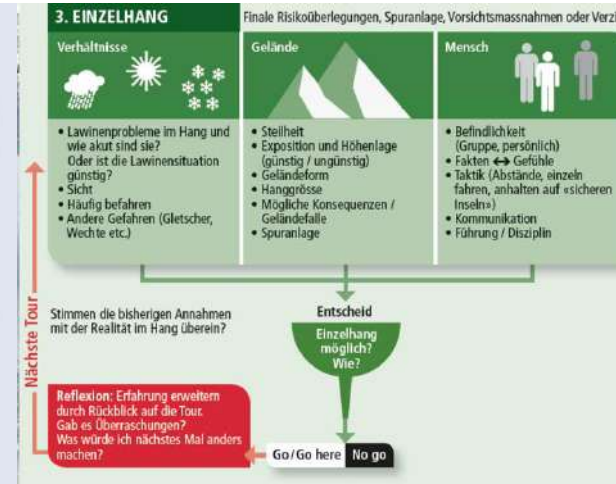 3. EINZELHANG
Finale Risikoüberlegungen, Spuranlage, Vorsichtsmassnahmen oder Verzi
Verhältnisse
• Lawinenprobleme im Hang und
wie akut sind sie?
Oder ist die Lawinensituation
günstig?
• Sicht
• Häufig befahren
• Andere Gefahren (Gletscher,
Wechte etc.)
Gelände
• Steilheit
• Exposition und Höhenlage
(günstig / ungünstig)
• Geländeform
• Hanggrösse
• Mögliche Konsequenzen /
Geländefalle
• Spuranlage
Mensch
• Befindlichkeit
(Gruppe, persönlich)
• Fakten ↔ Gefühle
• Taktik (Abstände, einzeln
fahren, anhalten auf «sicheren
Inseln»)
• Kommunikation
• Führung / Disziplin
Stimmen die bisherigen Annahmen
mit der Realität im Hang überein?
Entscheid
Einzelhang
möglich?
Wie?
Go/Go here No go
Reflexion: Erfahrung erweitern
durch Rückblick auf die Tour.
Gab es Überraschungen?
Was würde ich nächstes Mal anders
machen?
Nächste Tour